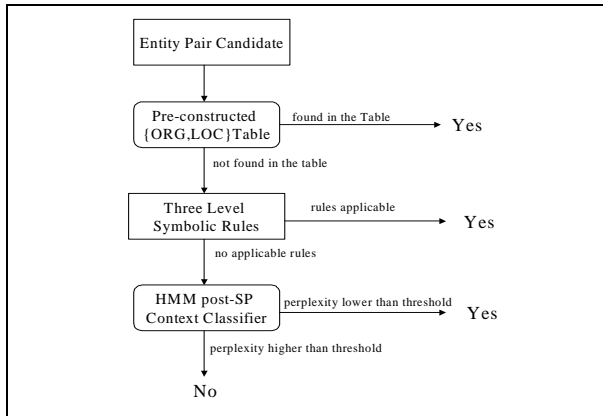 Entity Pair Candidate
Pre-constructed
{ORG,LOC}Table
found in the Table
Yes
not found in the table
Three Level
Symbolic Rules
rules applicable
Yes
no applicable rules
HMM post-SP
Context Classifier
perplexity lower than threshold
Yes
perplexity higher than threshold
No